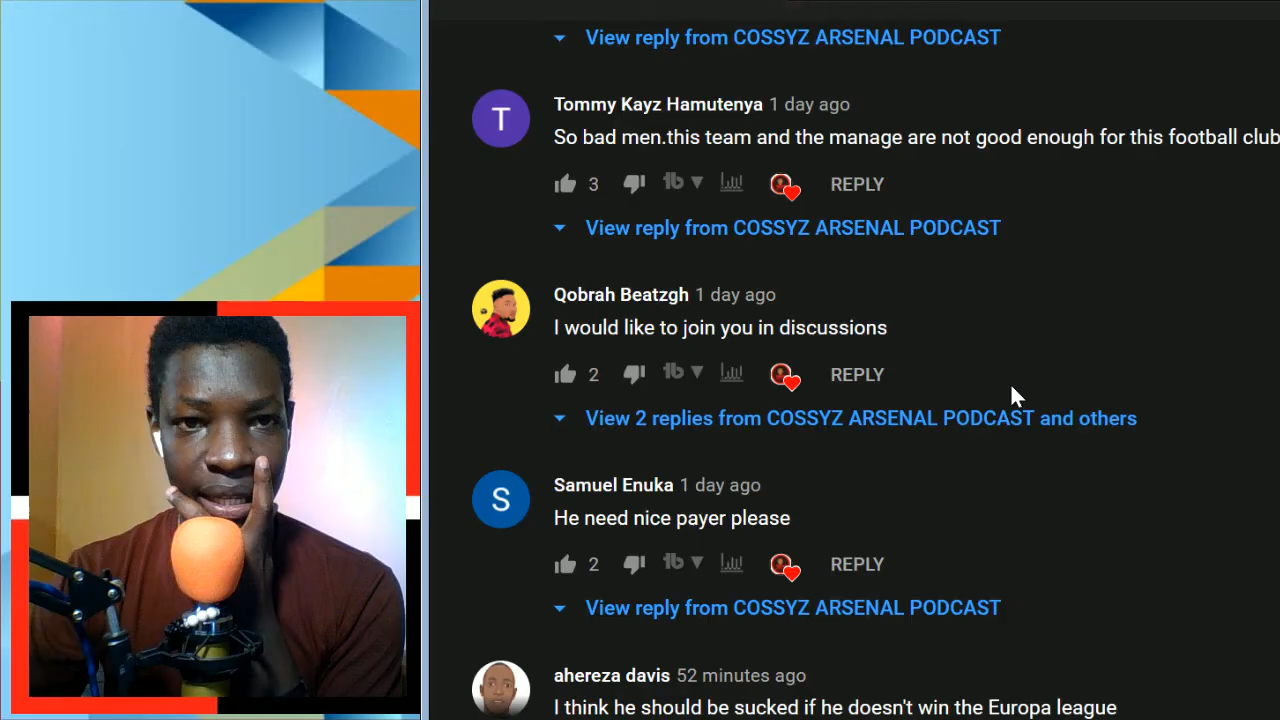 View reply from COSSYZ ARSENAL PODCAST
T
Tommy Kayz Hamutenya 1 day ago
So bad men.this team and the manage are not good enough for this football club
3
REPLY
View reply from COSSYZ ARSENAL PODCAST
Qobrah Beatzgh 1 day ago
I would like to join you in discussions
2
REPLY
View 2 replies from COSSYZ ARSENAL PODCAST and others
S
Samuel Enuka 1 day ago
He need nice payer please
2
REPLY
View reply from COSSYZ ARSENAL PODCAST
ahereza davis 52 minutes ago
I think he should be sucked if he doesn't win the Europa league